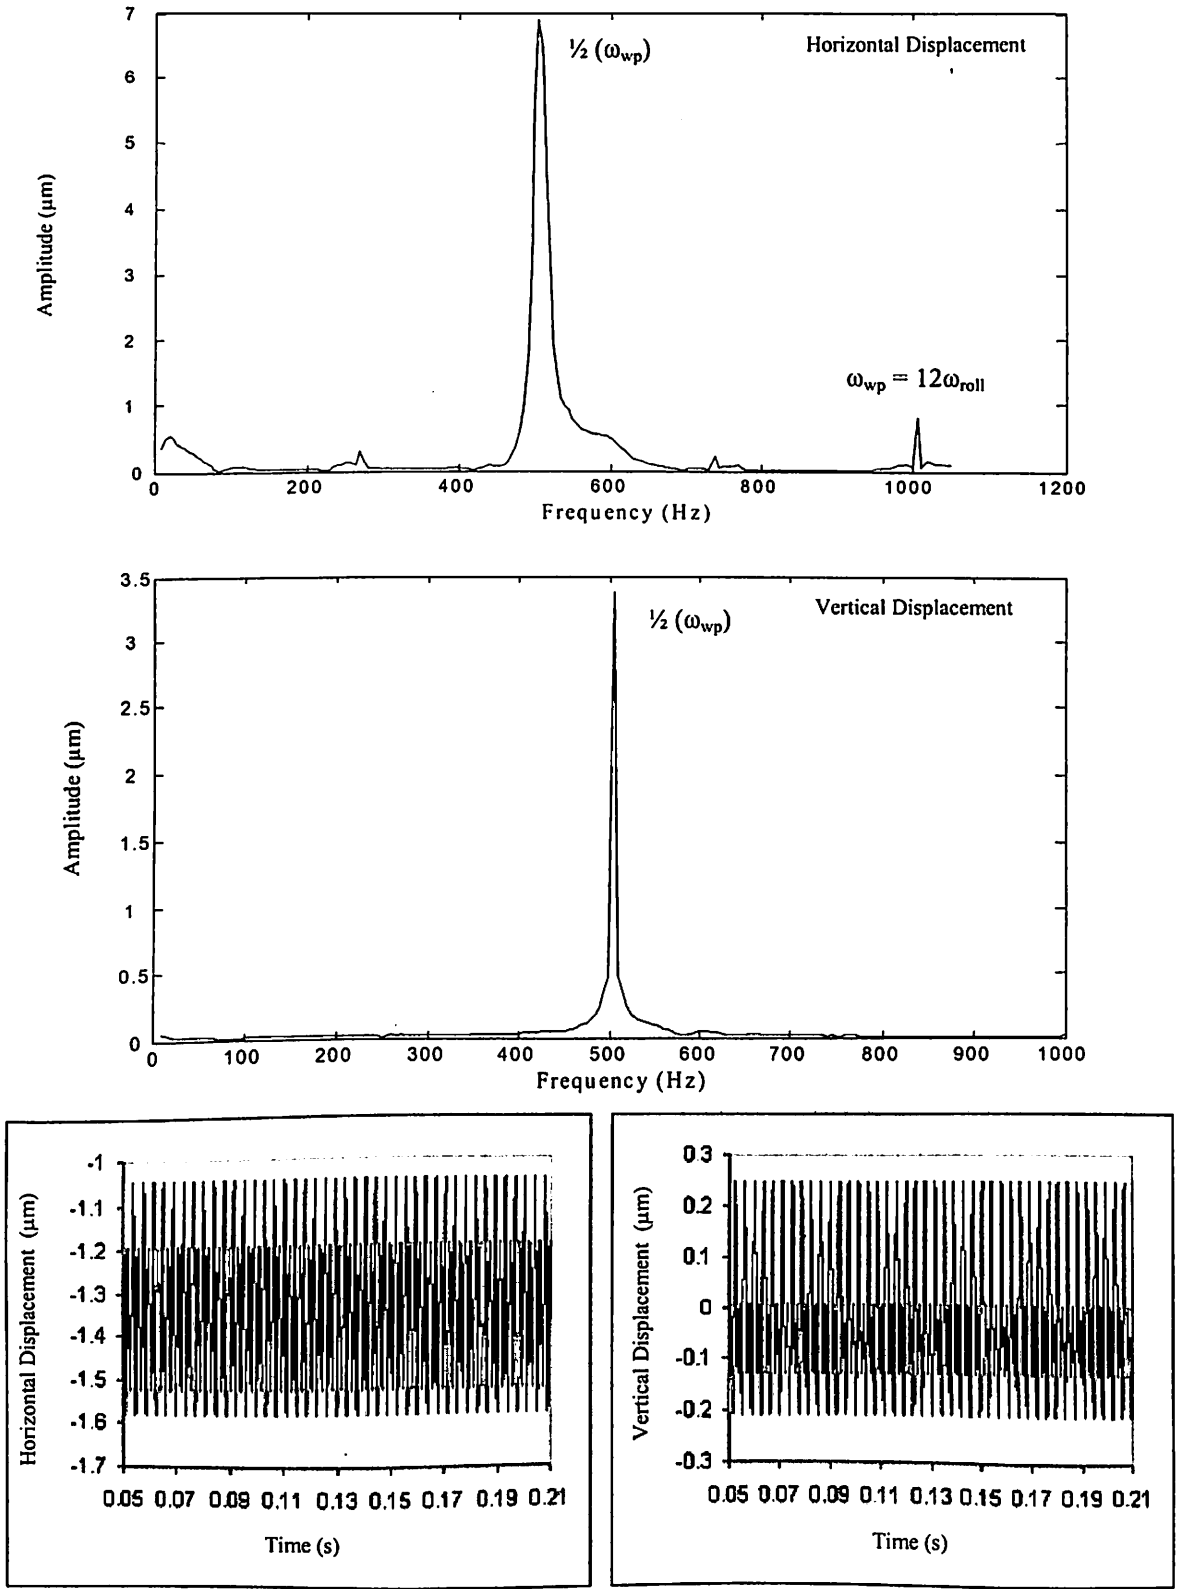 7
½ (ωwp)
Horizontal Displacement
6
5
4
3
2
1
0
Amplitude (μm)
ωwp = 12ωroll
0 200 400 600 800 1000 1200
Frequency (Hz)
3.5
½ (ωwp)
Vertical Displacement
3
2.5
2
1.5
1
0.5
0
Amplitude (μm)
0 100 200 300 400 500 600 700 800 900 1000
Frequency (Hz)
-1
-1.1
-1.2
-1.3
-1.4
-1.5
-1.6
-1.7
Horizontal Displacement (μm)
0.05 0.07 0.09 0.11 0.13 0.15 0.17 0.19 0.21
Time (s)
0.3
0.2
0.1
0
-0.1
-0.2
-0.3
Vertical Displacement (μm)
0.05 0.07 0.09 0.11 0.13 0.15 0.17 0.19 0.21
Time (s)